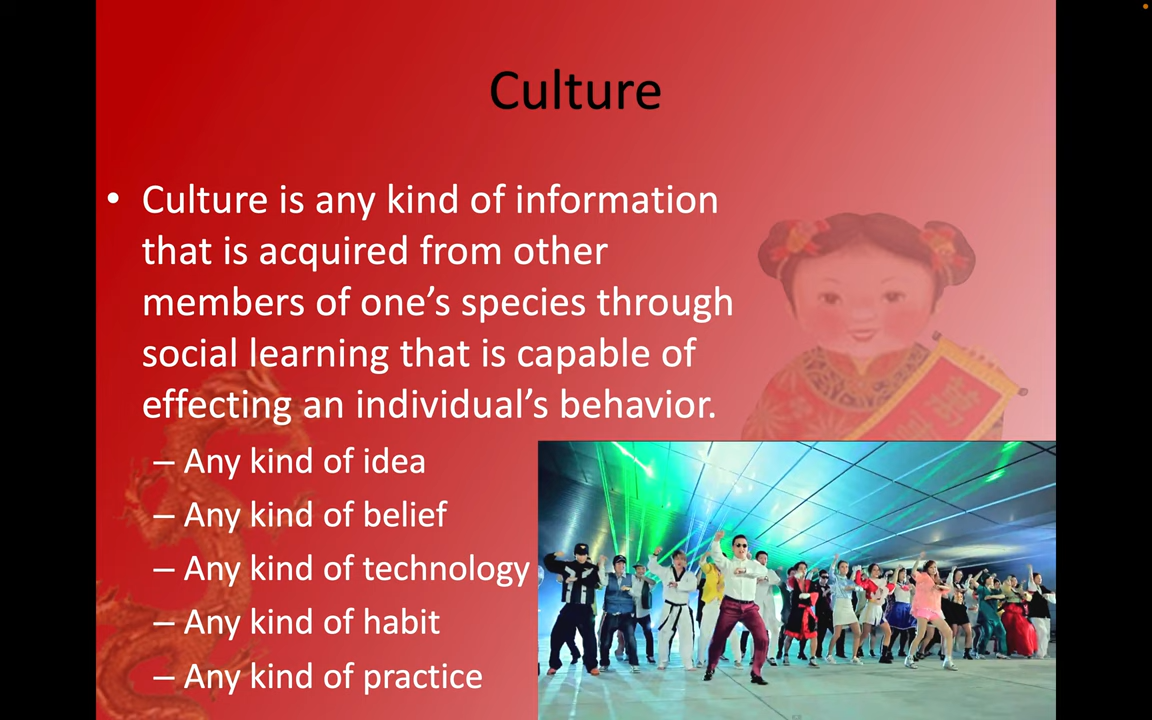 Culture
• Culture is any kind of information
that is acquired from other
members of one’s species through
social learning that is capable of
effecting an individual’s behavior.
– Any kind of idea
– Any kind of belief
– Any kind of technology
– Any kind of habit
– Any kind of practice